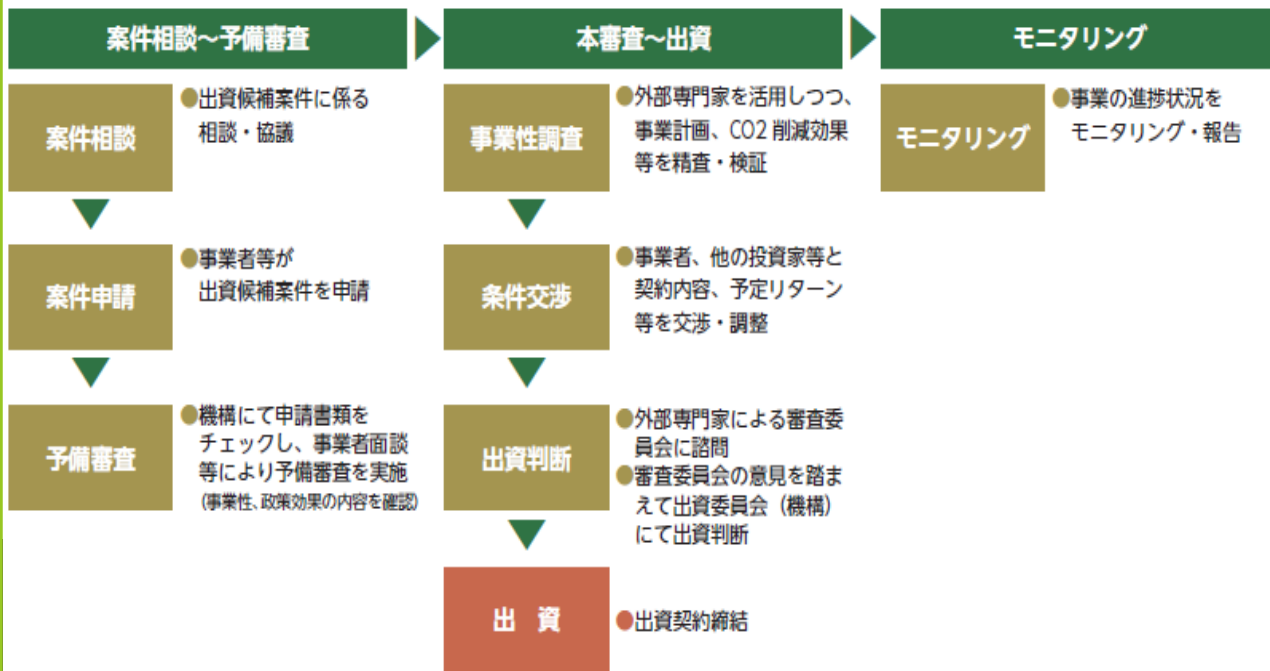 案件相談～予備審査
案件相談
●出資候補案件に係る
相談・協議
案件申請
●事業者等が
出資候補案件を申請
予備審査
●機構にて申請書類を
チェックし、事業者面談
等により予備審査を実施
(事業性、政策効果の内容を確認)
本審査～出資
事業性調査
●外部専門家を活用しつつ、
事業計画、CO2 削減効果
等を精査・検証
条件交渉
●事業者、他の投資家等と
契約内容、予定リターン
等を交渉・調整
出資判断
●外部専門家による審査委
員会に諮問
●審査委員会の意見を踏ま
えて出資委員会（機構）
にて出資判断
出　資
●出資契約締結
モニタリング
モニタリング
●事業の進捗状況を
モニタリング・報告